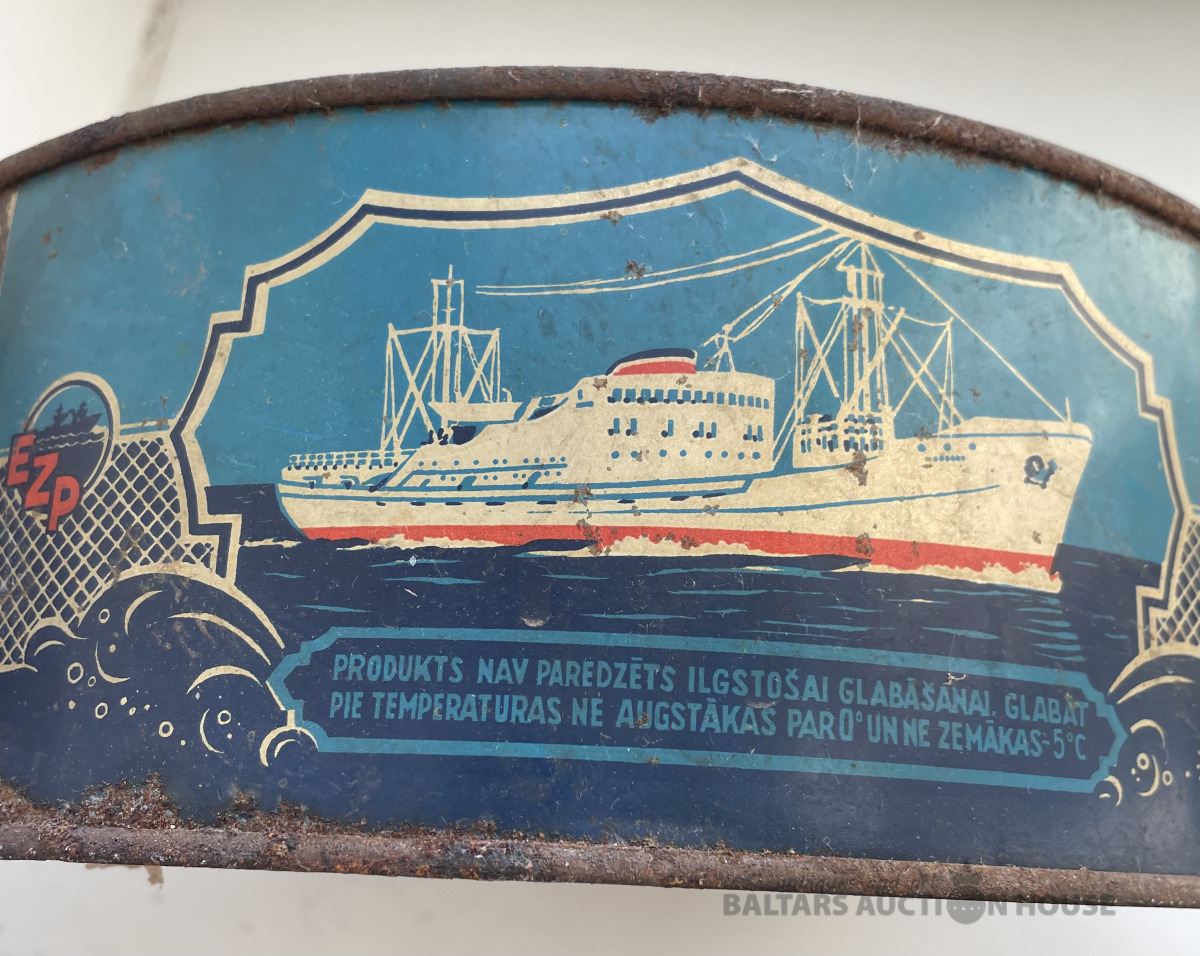 EZP
PRODUKTS NAV PAREDZĒTS ILGSTOŠAI GLABĀŠANAI. GLABĀT
PIE TEMPERATURAS NE AUGSTĀKAS PAR 0° UN NE ZEMĀKAS -5°C
BALTARS AUCTION HOUSE